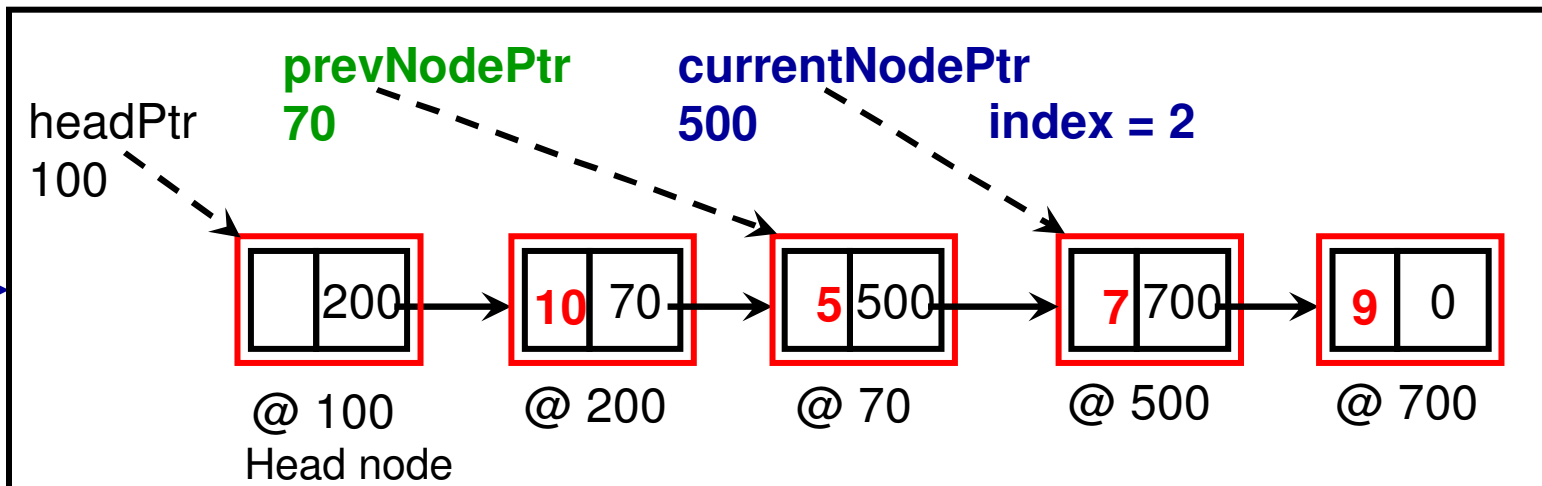 prevNodePtr
70
currentNodePtr
500
index = 2
headPtr
100
200
10 70
5 500
7 700
9 0
@ 100
@ 200
@ 70
@ 500
@ 700
Head node